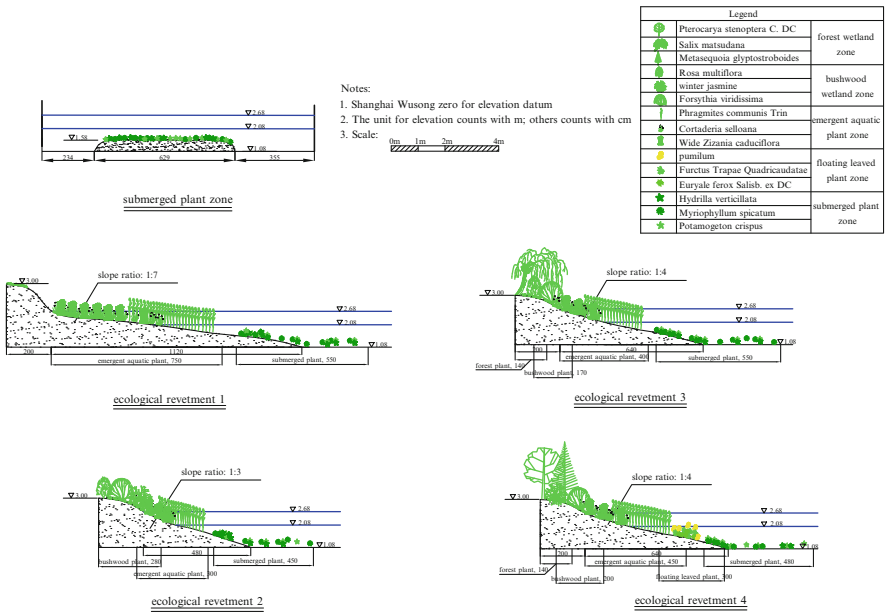 Legend
Pterocarya stenoptera C. DC
Salix matsudana
Metasequoia glyptostroboides
forest wetland
zone
Rosa multiflora
winter jasmine
Forsythia viridissima
bushwood
wetland zone
Phragmites communis Trin
Cortaderia selloana
Wide Zizania caduciflora
emergent aquatic
plant zone
pumilum
Furctus Trapae Quadricaudatae
Euryale ferox Salisb. ex DC
floating leaved
plant zone
Hydrilla verticillata
Myriophyllum spicatum
Potamogeton crispus
submerged plant
zone
Notes:
1. Shanghai Wusong zero for elevation datum
2. The unit for elevation counts with m; others counts with cm
3. Scale:
0m 1m 2m 4m
2.68
2.08
1.58
1.08
234 629 355
submerged plant zone
3.00
slope ratio: 1:7
2.68
2.08
1.08
200 1120
emergent aquatic plant, 750 submerged plant, 550
ecological revetment 1
3.00
slope ratio: 1:4
2.68
2.08
1.08
200 640
emergent aquatic plant, 400 submerged plant, 550
forest plant, 140
bushwood plant, 170
ecological revetment 3
3.00
slope ratio: 1:3
2.68
2.08
1.08
480
bushwood plant, 280 submerged plant, 450
emergent aquatic plant, 300
ecological revetment 2
3.00
slope ratio: 1:4
2.68
2.08
1.08
200 640
emergent aquatic plant, 450 submerged plant, 480
forest plant, 140
bushwood plant, 200 floating leaved plant, 300
ecological revetment 4